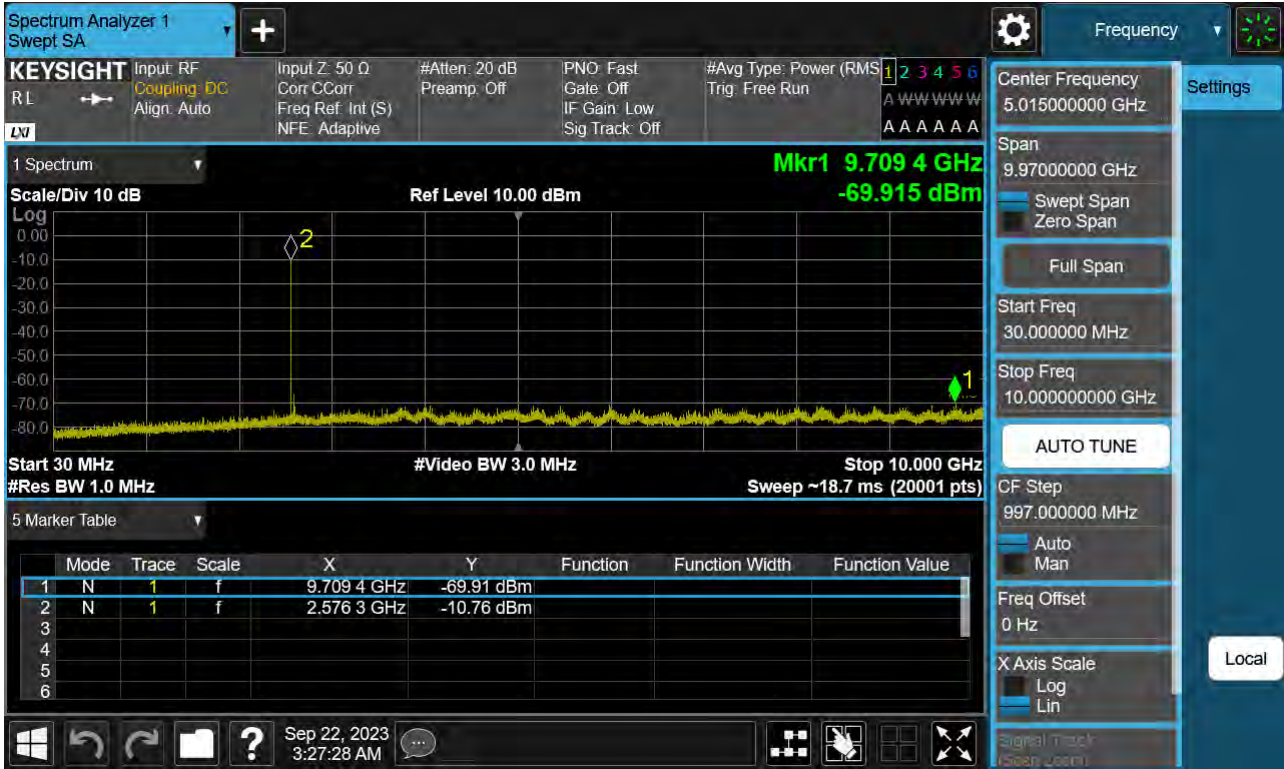 Spectrum Analyzer 1
Swept SA
Frequency
KEYSIGHT
RL
LXI
Input: RF
Coupling: DC
Align: Auto
Input Z: 50 Ω
Corr CCorr
Freq Ref: Int (S)
NFE: Adaptive
#Atten: 20 dB
Preamp: Off
PNO: Fast
Gate: Off
IF Gain: Low
Sig Track: Off
#Avg Type: Power (RMS
Trig: Free Run
1 2 3 4 5 6
A W W W W W
A A A A A A
1 Spectrum
Mkr1 9.709 4 GHz
Scale/Div 10 dB
Ref Level 10.00 dBm
-69.915 dBm
Log
0.00
-10.0
-20.0
-30.0
-40.0
-50.0
-60.0
-70.0
-80.0
2
1
Start 30 MHz
#Video BW 3.0 MHz
Stop 10.000 GHz
#Res BW 1.0 MHz
Sweep ~18.7 ms (20001 pts)
5 Marker Table
Mode Trace Scale X Y Function Function Width Function Value
1 N 1 f 9.709 4 GHz -69.91 dBm
2 N 1 f 2.576 3 GHz -10.76 dBm
3
4
5
6
Sep 22, 2023
3:27:28 AM
Center Frequency
5.015000000 GHz
Span
9.97000000 GHz
Swept Span
Zero Span
Full Span
Start Freq
30.000000 MHz
Stop Freq
10.000000000 GHz
AUTO TUNE
CF Step
997.000000 MHz
Auto
Man
Freq Offset
0 Hz
X Axis Scale
Log
Lin
Signal Track
(Span Zoom)
Settings
Local